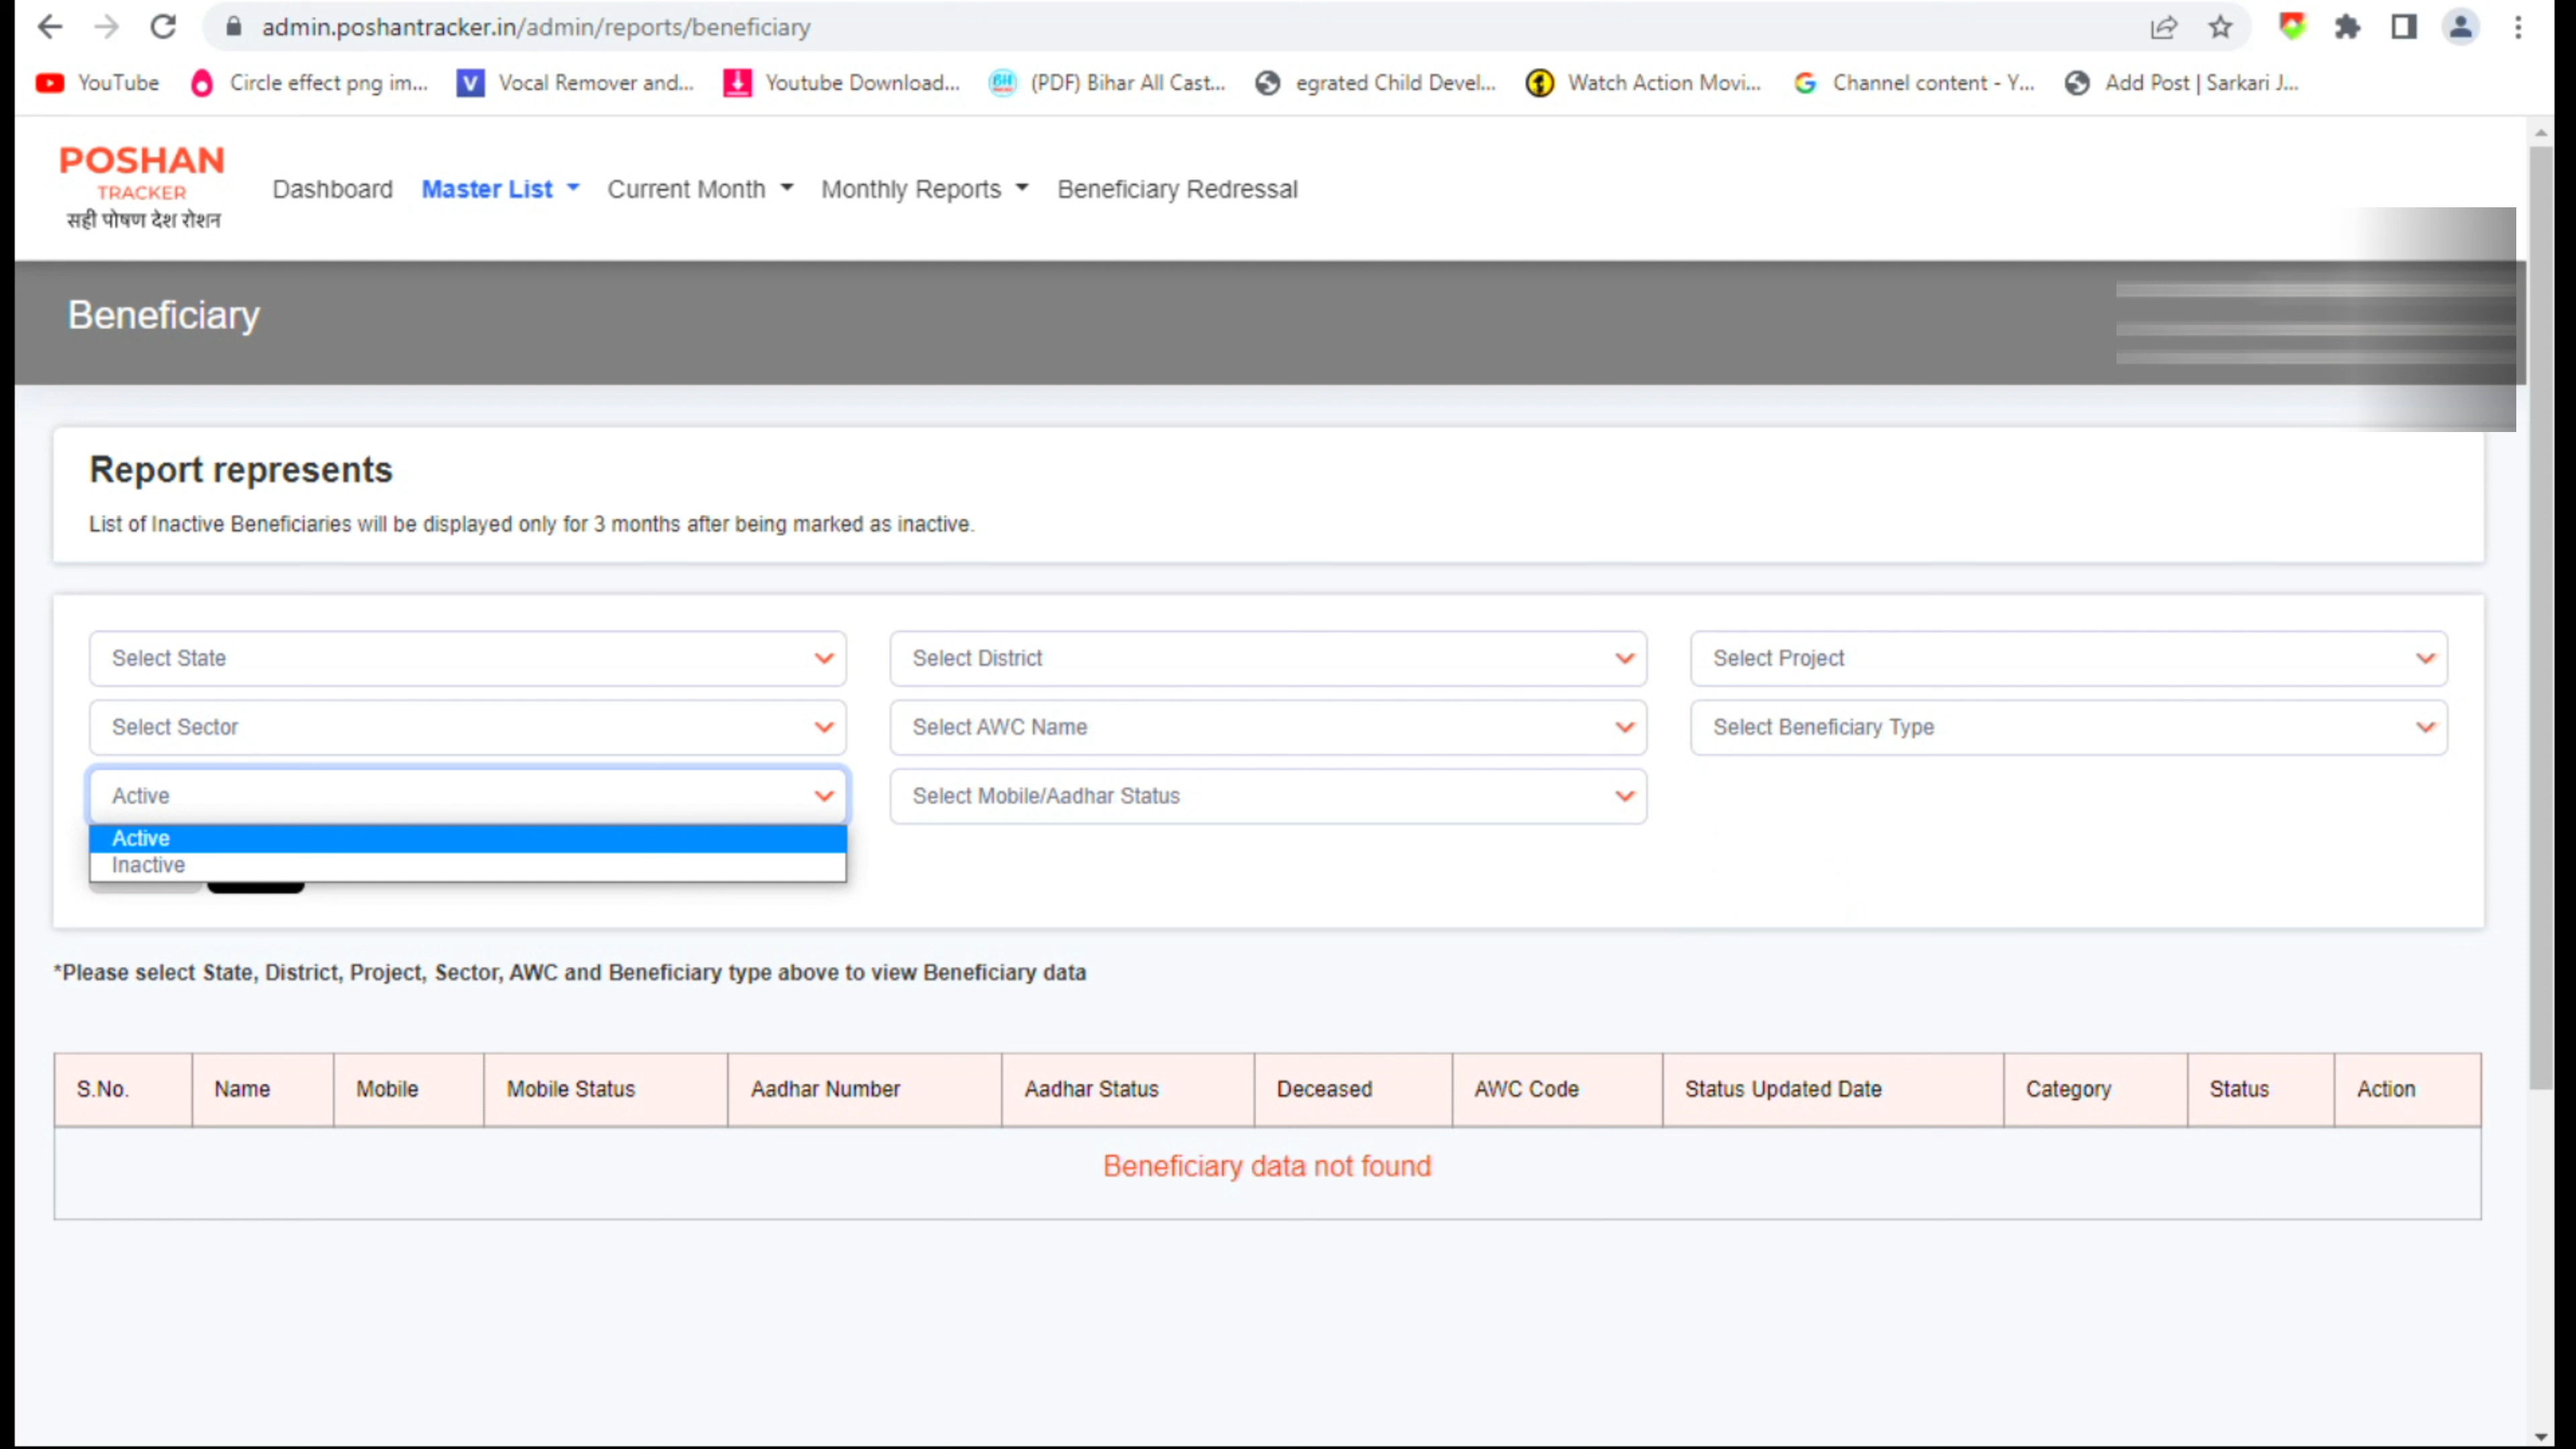 admin.poshantracker.in/admin/reports/beneficiary
YouTube Circle effect png im... Vocal Remover and... Youtube Download... (PDF) Bihar All Cast... egrated Child Devel... Watch Action Movi... Channel content - Y... Add Post | Sarkari J...
POSHAN
TRACKER
सही पोषण देश रोशन
Dashboard Master List Current Month Monthly Reports Beneficiary Redressal
Beneficiary
Report represents
List of Inactive Beneficiaries will be displayed only for 3 months after being marked as inactive.
Select State Select District Select Project
Select Sector Select AWC Name Select Beneficiary Type
Active Select Mobile/Aadhar Status
Active
Inactive
*Please select State, District, Project, Sector, AWC and Beneficiary type above to view Beneficiary data
S.No. Name Mobile Mobile Status Aadhar Number Aadhar Status Deceased AWC Code Status Updated Date Category Status Action
Beneficiary data not found